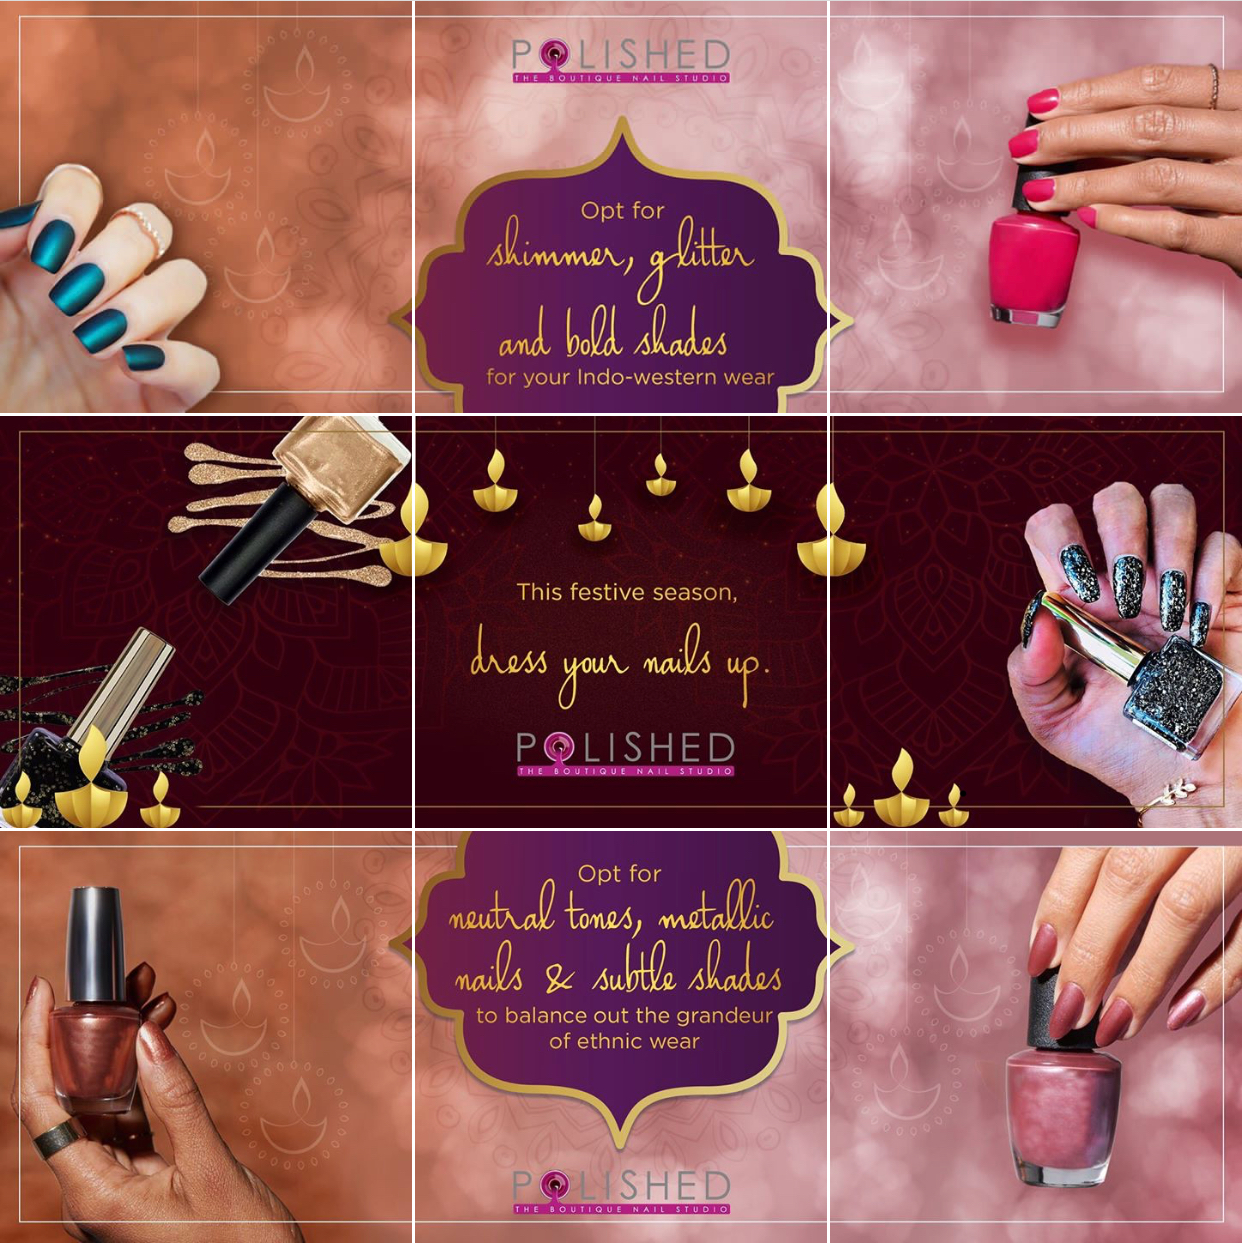 POLISHED
THE BOUTIQUE NAIL STUDIO
Opt for
shimmer, glitter
and bold shades
for your Indo-western wear
This festive season,
dress your nails up.
POLISHED
THE BOUTIQUE NAIL STUDIO
Opt for
neutral tones, metallic
nails & subtle shades
to balance out the grandeur
of ethnic wear
POLISHED
THE BOUTIQUE NAIL STUDIO